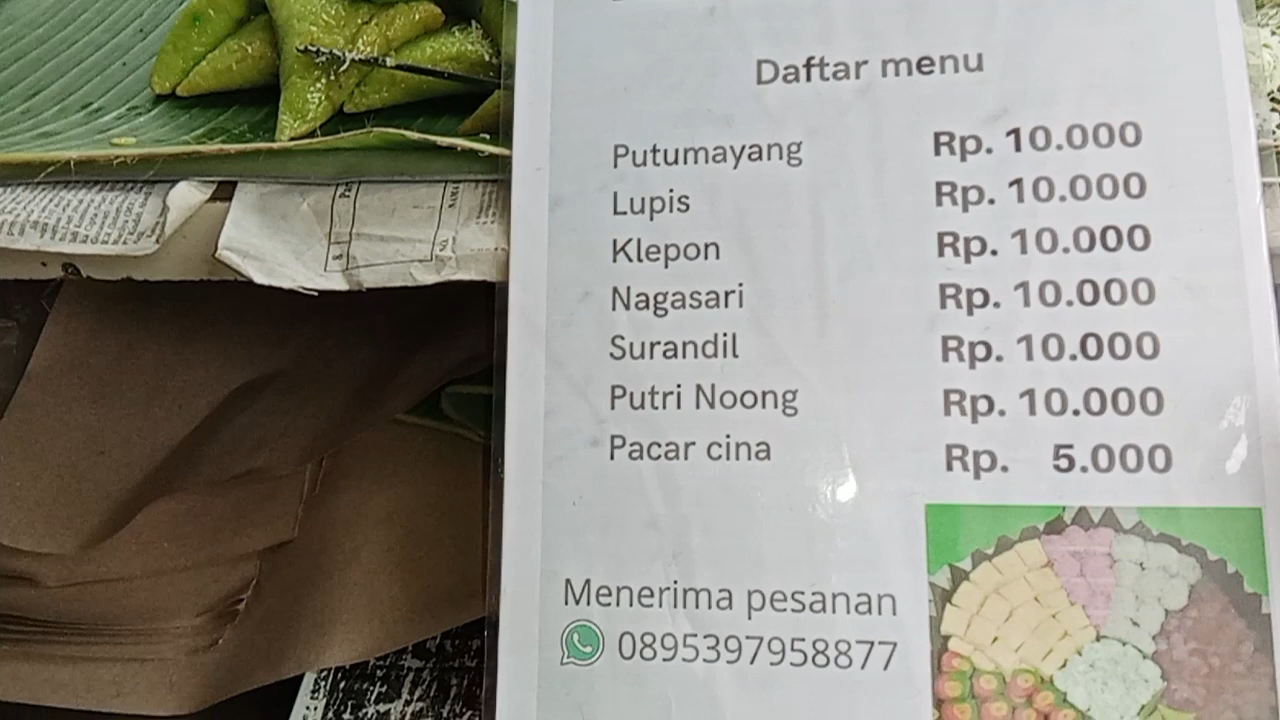 Daftar menu
Putumayang Rp. 10.000
Lupis Rp. 10.000
Klepon Rp. 10.000
Nagasari Rp. 10.000
Surandil Rp. 10.000
Putri Noong Rp. 10.000
Pacar cina Rp. 5.000
Menerima pesanan
0895397958877